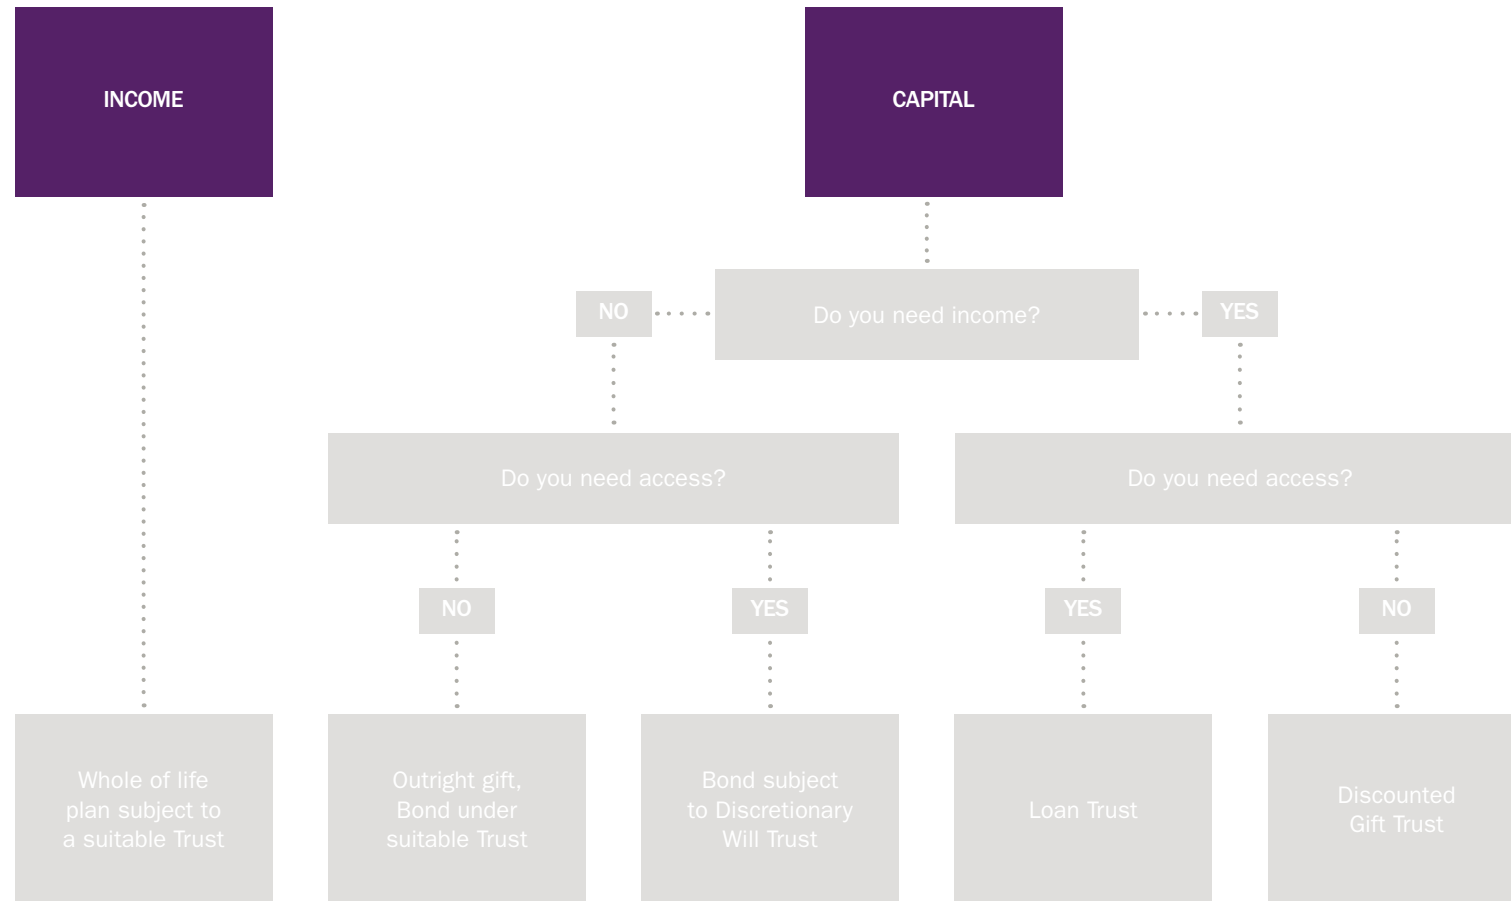 INCOME
CAPITAL
NO
Do you need income?
YES
Do you need access?
Do you need access?
NO
YES
YES
NO
Whole of life
plan subject to
a suitable Trust
Outright gift,
Bond under
suitable Trust
Bond subject
to Discretionary
Will Trust
Loan Trust
Discounted
Gift Trust